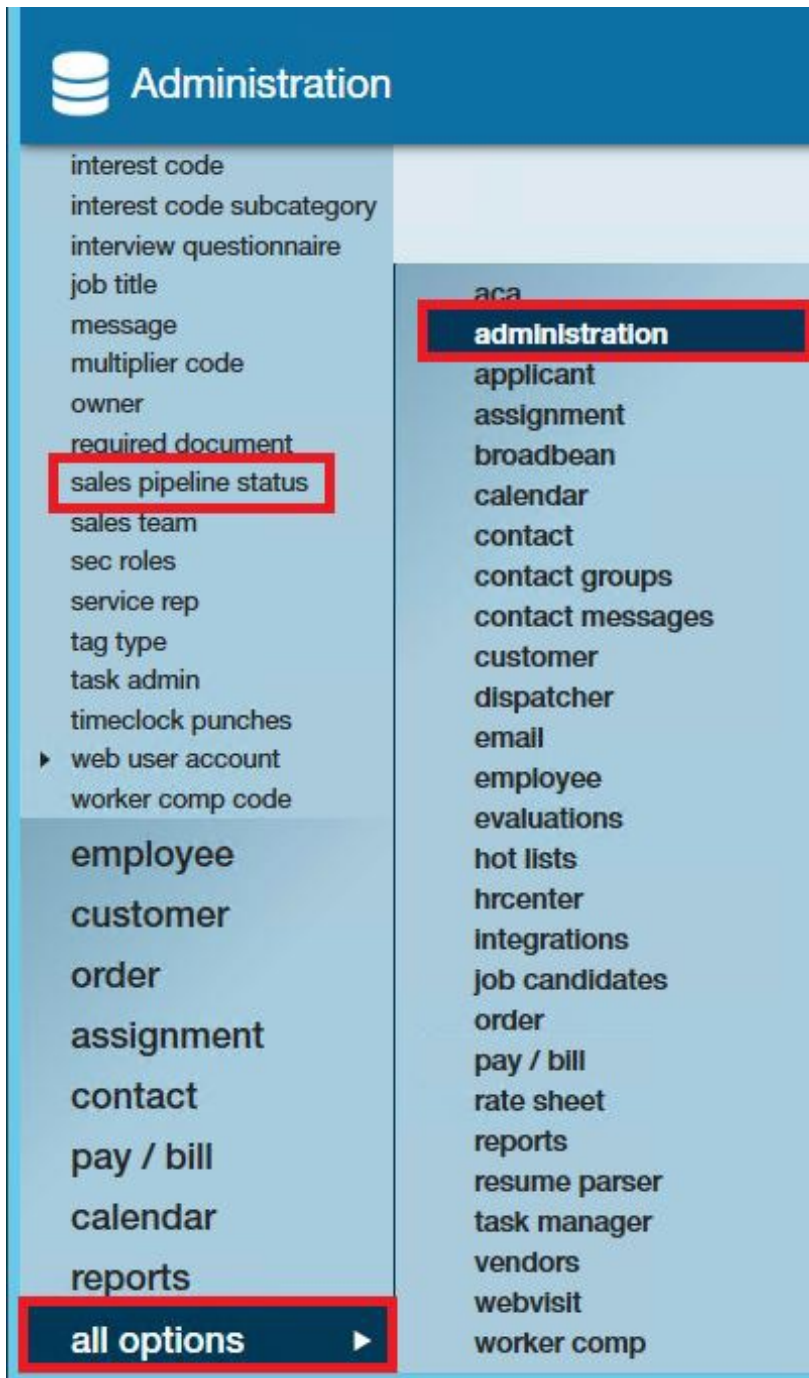 Administration
interest code
interest code subcategory
interview questionnaire
job title
message
multiplier code
owner
required document
sales pipeline status
sales team
sec roles
service rep
tag type
task admin
timeclock punches
web user account
worker comp code
employee
customer
order
assignment
contact
pay / bill
calendar
reports
all options
aca
administration
applicant
assignment
broadbean
calendar
contact
contact groups
contact messages
customer
dispatcher
email
employee
evaluations
hot lists
hrcenter
integrations
job candidates
order
pay / bill
rate sheet
reports
resume parser
task manager
vendors
webvisit
worker comp